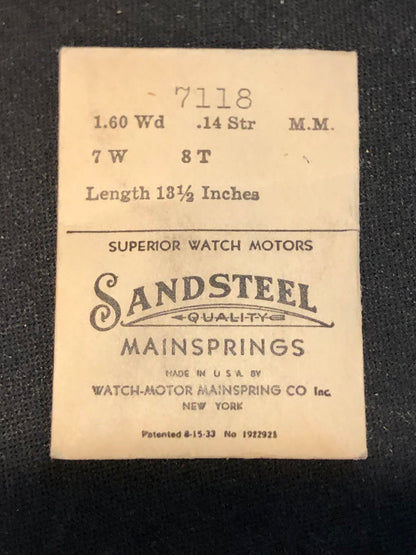 7118
1.60 Wd .14 Str M.M.
7 W 8 T
Length 13½ Inches
SUPERIOR WATCH MOTORS
SANDSTEEL
QUALITY
MAINSPRINGS
MADE IN U S A BY
WATCH-MOTOR MAINSPRING CO Inc.
NEW YORK
Patented 8-15-33 No 1922921